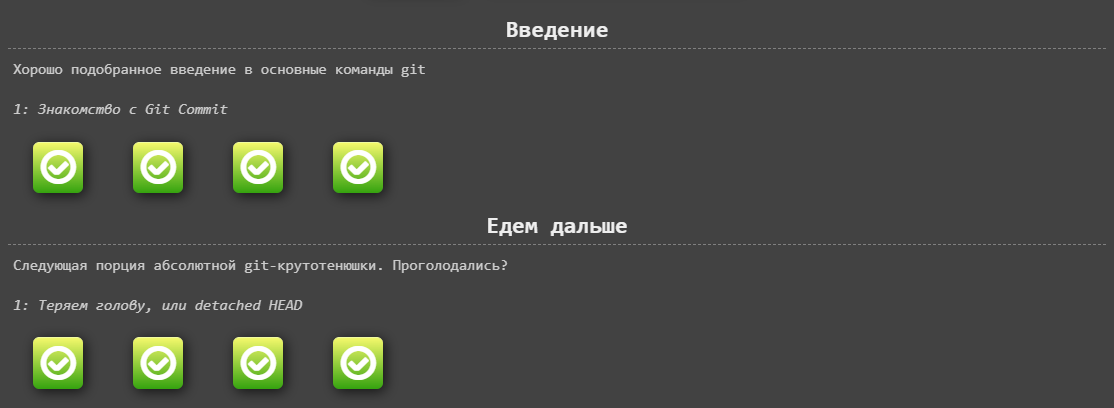 Введение
Хорошо подобранное введение в основные команды git
1: Знакомство с Git Commit
Едем дальше
Следующая порция абсолютной git-крутотенюшки. Проголодались?
1: Теряем голову, или detached HEAD